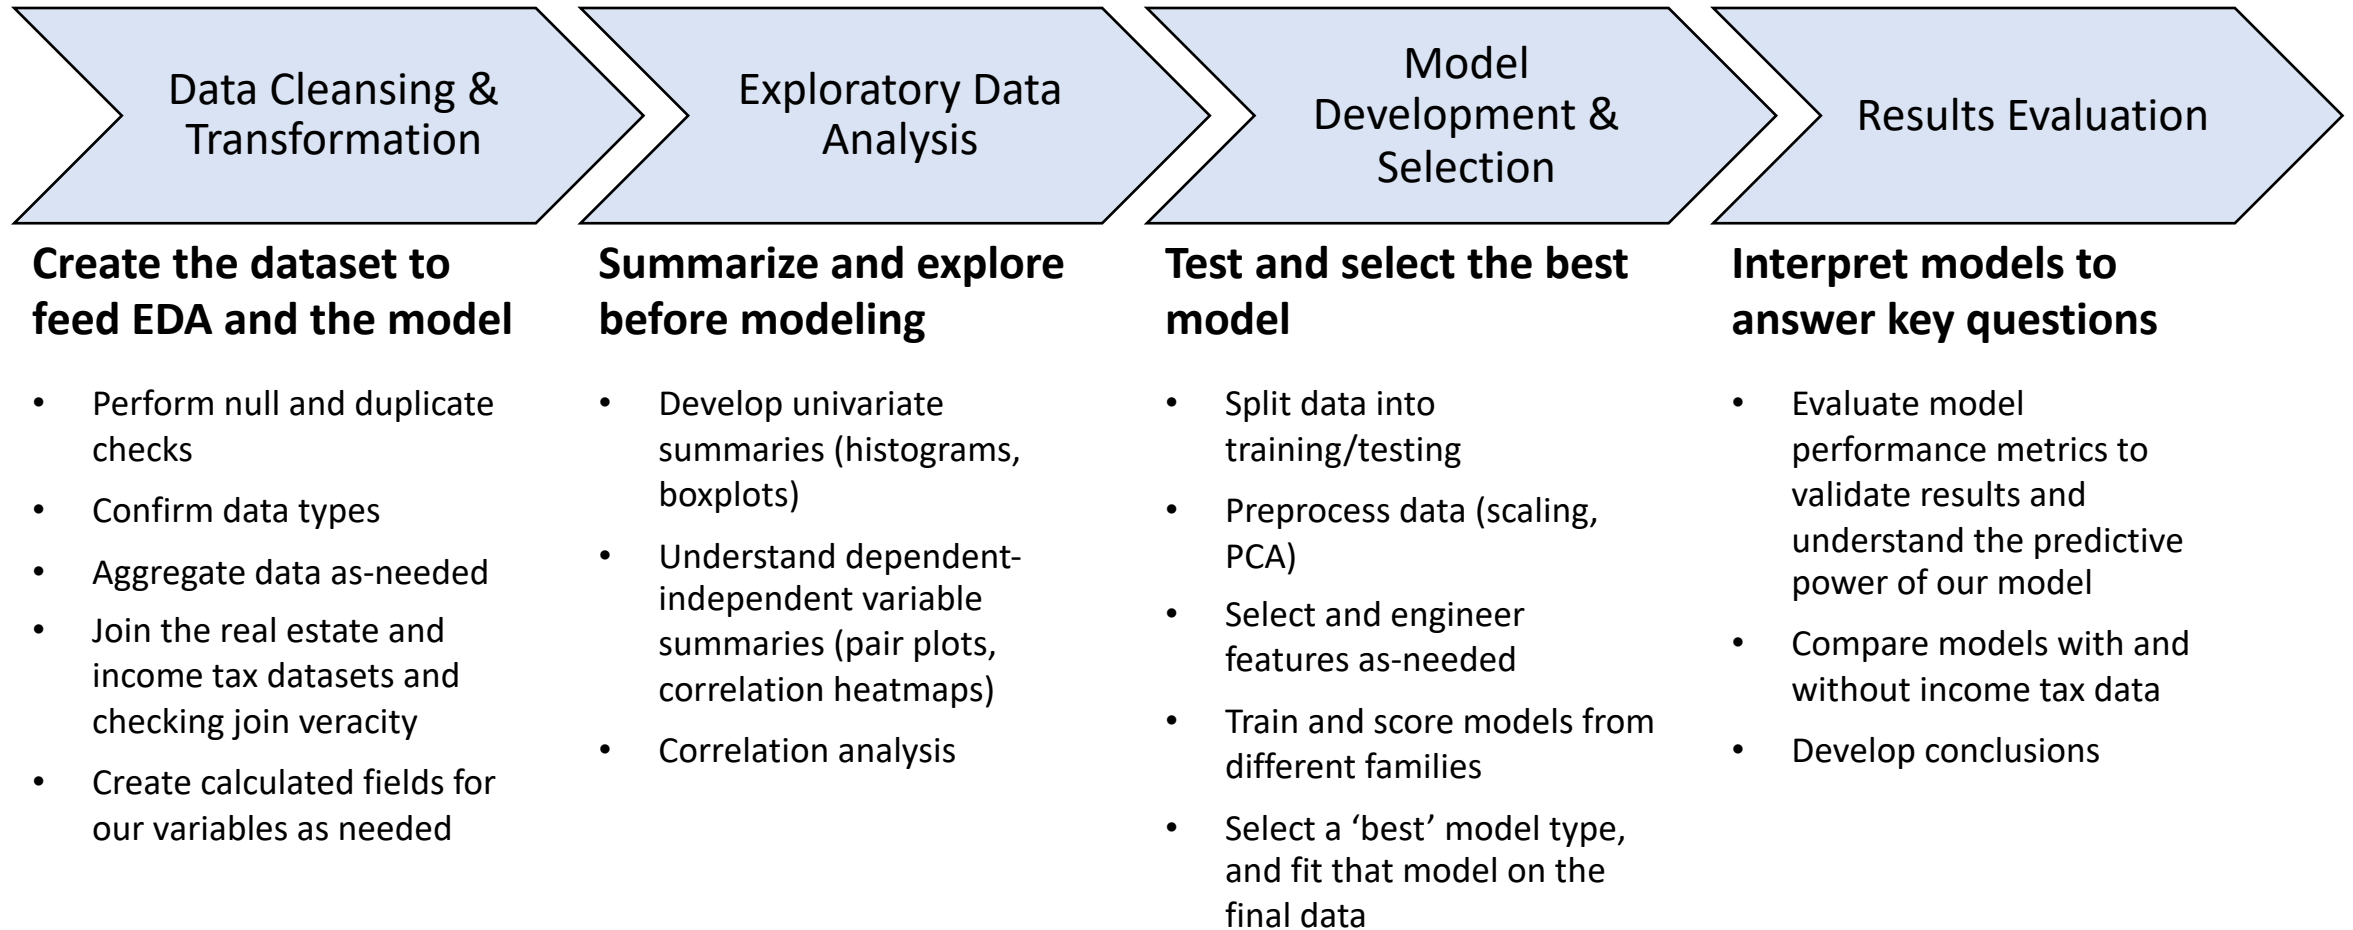 Data Cleansing &
Transformation
Exploratory Data
Analysis
Model
Development &
Selection
Results Evaluation
Create the dataset to
feed EDA and the model
• Perform null and duplicate
checks
• Confirm data types
• Aggregate data as-needed
• Join the real estate and
income tax datasets and
checking join veracity
• Create calculated fields for
our variables as needed
Summarize and explore
before modeling
• Develop univariate
summaries (histograms,
boxplots)
• Understand dependent-
independent variable
summaries (pair plots,
correlation heatmaps)
• Correlation analysis
Test and select the best
model
• Split data into
training/testing
• Preprocess data (scaling,
PCA)
• Select and engineer
features as-needed
• Train and score models from
different families
• Select a ‘best’ model type,
and fit that model on the
final data
Interpret models to
answer key questions
• Evaluate model
performance metrics to
validate results and
understand the predictive
power of our model
• Compare models with and
without income tax data
• Develop conclusions